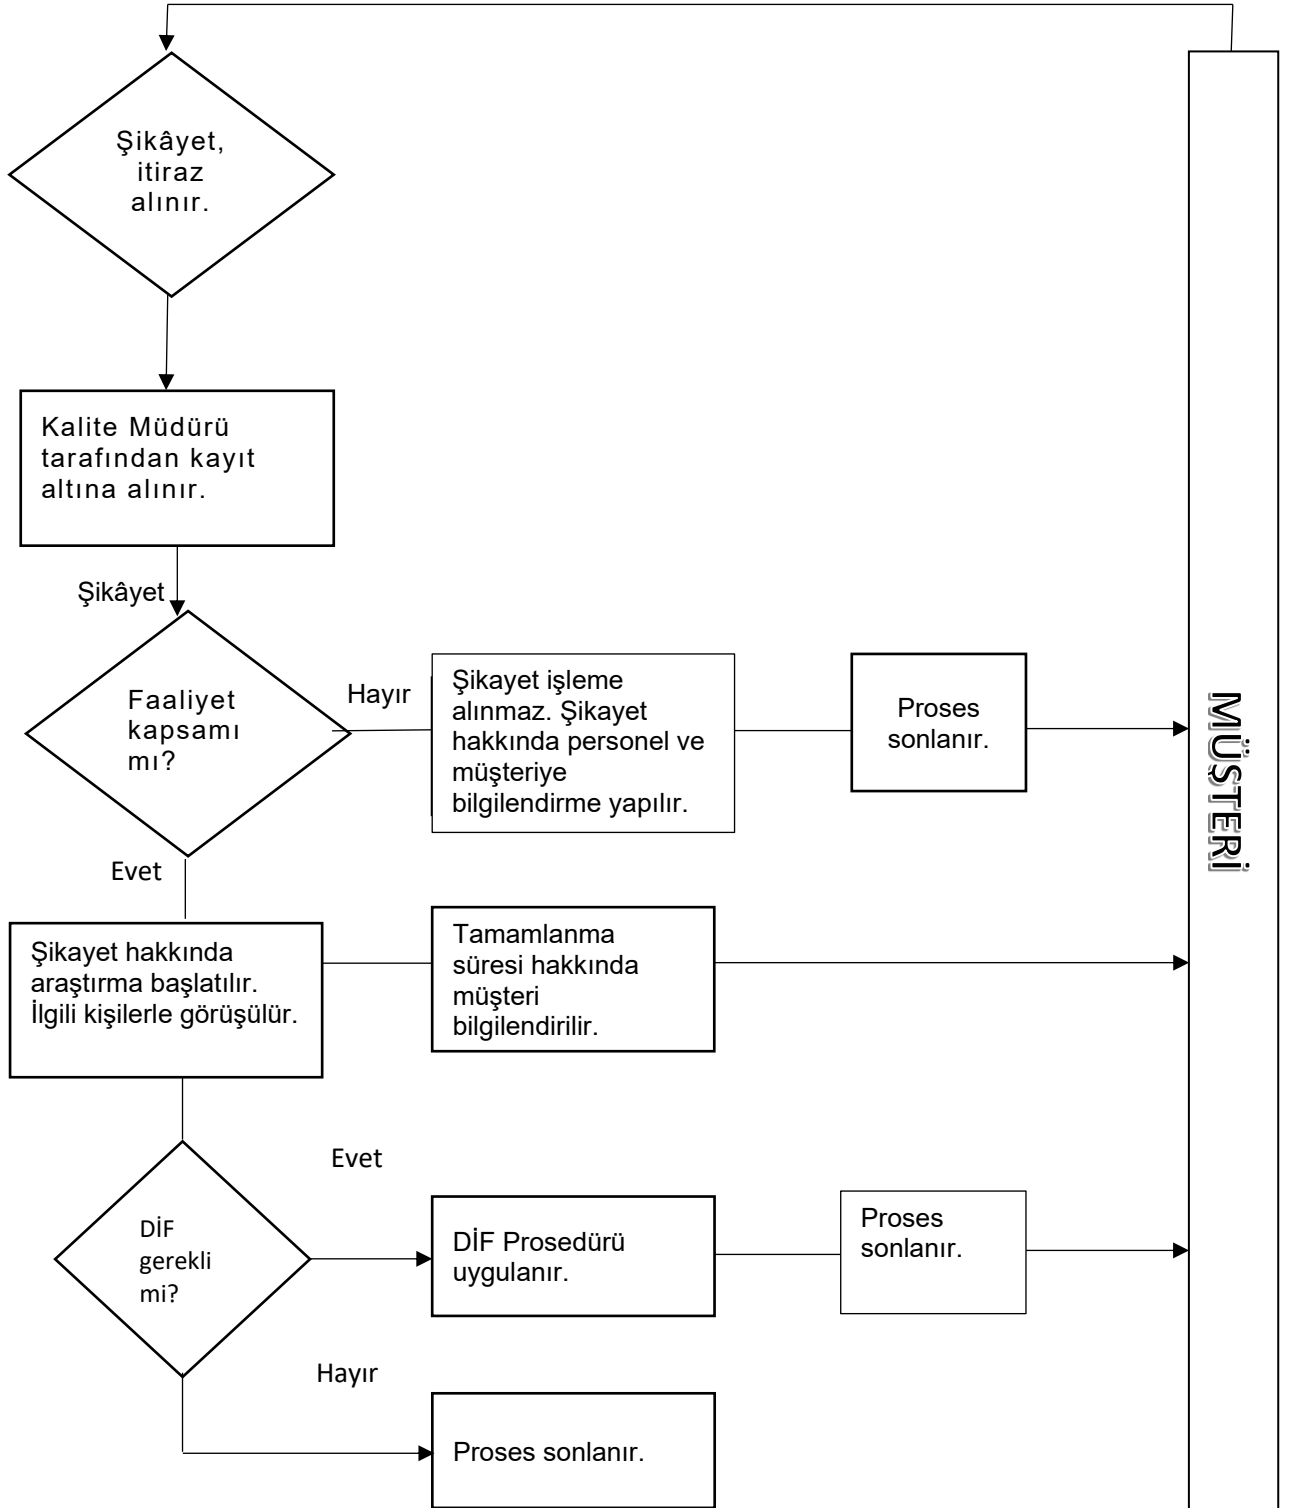 Şikâyet,
itiraz
alınır.
Kalite Müdürü
tarafından kayıt
altına alınır.
Şikâyet
Faaliyet
kapsamı
mı?
Hayır
Şikayet işleme
alınmaz. Şikayet
hakkında personel ve
müşteriye
bilgilendirme yapılır.
Proses
sonlanır.
MÜŞTERİ
Evet
Şikayet hakkında
araştırma başlatılır.
İlgili kişilerle görüşülür.
Tamamlanma
süresi hakkında
müşteri
bilgilendirilir.
DİF
gerekli
mi?
Evet
DİF Prosedürü
uygulanır.
Proses
sonlanır.
Hayır
Proses sonlanır.